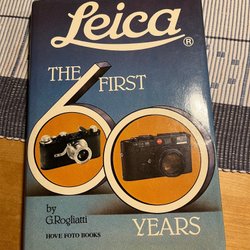 Leica®
THE FIRST
60
YEARS
by
G.Rogliatti
HOVE FOTO BOOKS